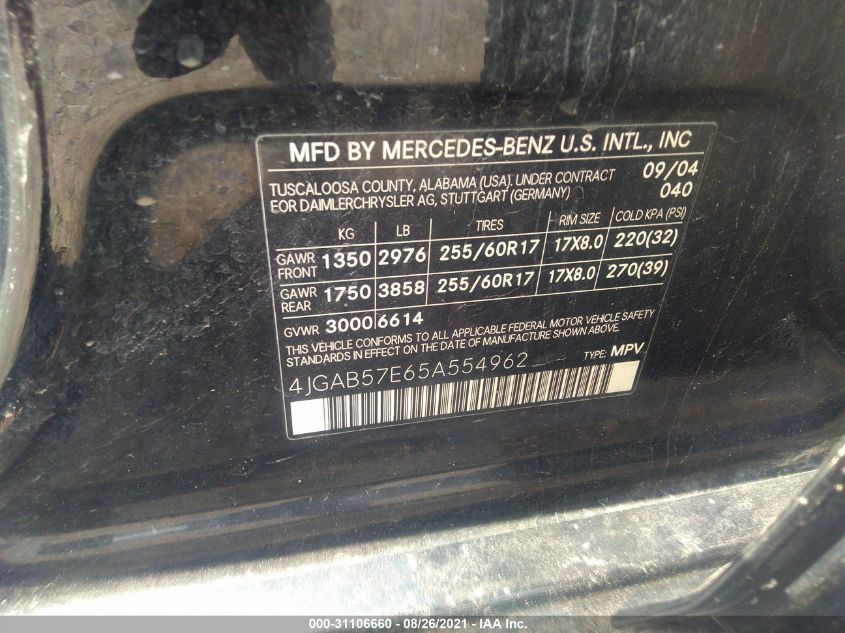 MFD BY MERCEDES-BENZ U.S. INTL., INC
TUSCALOOSA COUNTY, ALABAMA (USA). UNDER CONTRACT 09/04
EOR DAIMLERCHRYSLER AG, STUTTGART (GERMANY) 040
KG LB TIRES RIM SIZE COLD KPA (PSI)
GAWR FRONT 1350 2976 255/60R17 17X8.0 220(32)
GAWR REAR 1750 3858 255/60R17 17X8.0 270(39)
GVWR 3000 6614
THIS VEHICLE CONFORMS TO ALL APPLICABLE FEDERAL MOTOR VEHICLE SAFETY
STANDARDS IN EFFECT ON THE DATE OF MANUFACTURE SHOWN ABOVE.
4JGAB57E65A554962 TYPE: MPV
000-31106660 - 08/26/2021 - IAA Inc.